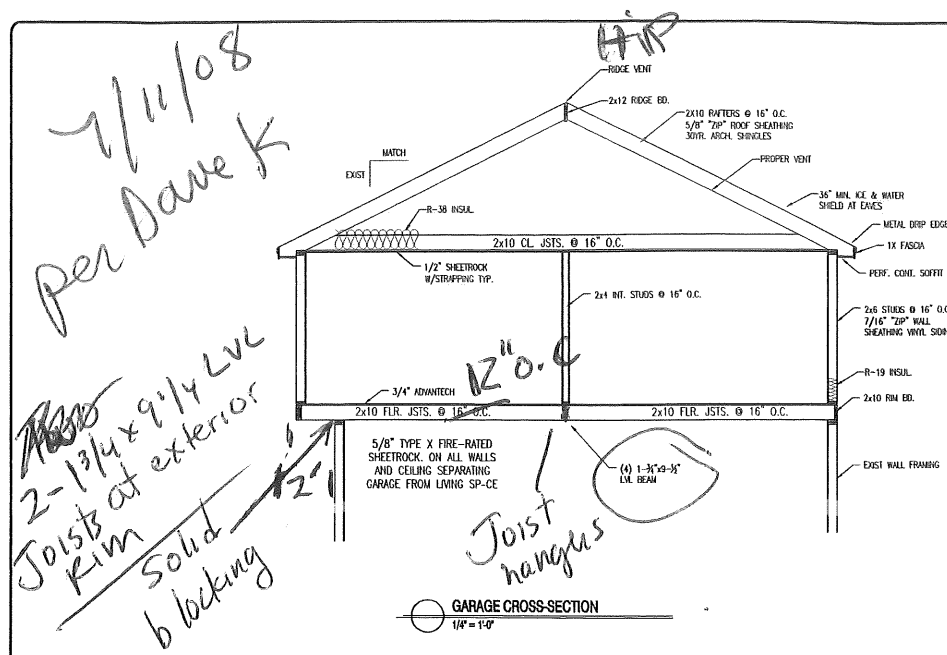 7/11/08
per Dave K
Hip
RIDGE VENT
2x12 RIDGE BD.
2X10 RAFTERS @ 16" O.C.
5/8" "ZIP" ROOF SHEATHING
30YR. ARCH. SHINGLES
MATCH
EXIST
PROPER VENT
36" MIN. ICE & WATER
SHIELD AT EAVES
R-38 INSUL.
METAL DRIP EDGE
2x10 CL. JSTS. @ 16" O.C.
1X FASCIA
1/2" SHEETROCK
W/STRAPPING TYP.
PERF. CONT. SOFFIT
2x4 INT. STUDS @ 16" O.C.
2x6 STUDS @ 16" O.C
7/16" "ZIP" WALL
SHEATHING VINYL SIDIN
12" O.C
R-19 INSUL.
3/4" ADVANTECH
2x10 RIM BD.
2x10 FLR. JSTS. @ 16" O.C.
2x10 FLR. JSTS. @ 16" O.C.
2-1 3/4 x 9 1/4 LVL
Joists at exterior
Rim
solid
blocking
5/8" TYPE X FIRE-RATED
SHEETROCK. ON ALL WALLS
AND CEILING SEPARATING
GARAGE FROM LIVING SP-CE
(4) 1-3/4"x9-1/2"
LVL BEAM
EXIST WALL FRAMING
Joist
hangers
GARAGE CROSS-SECTION
1/4" = 1'-0"